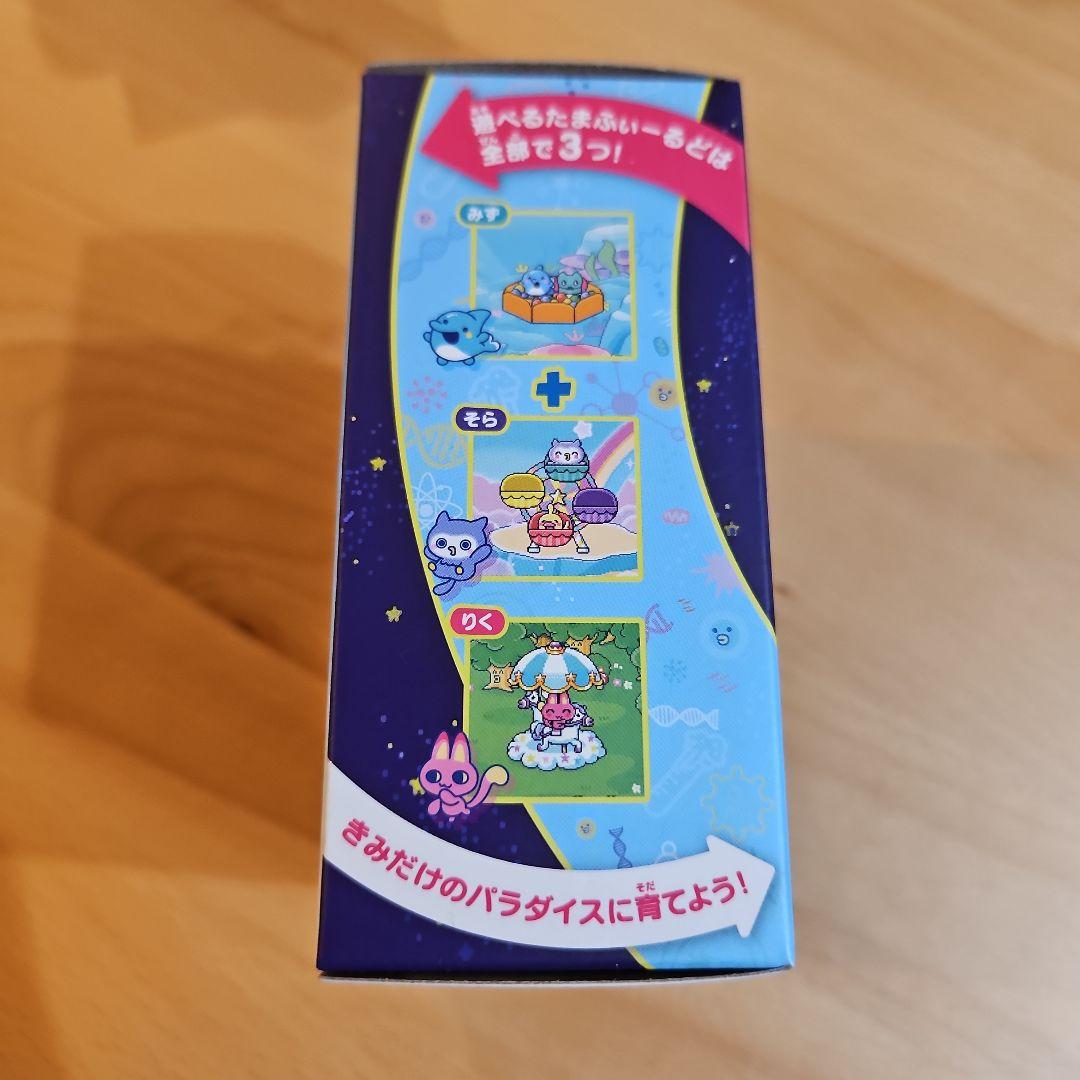 遊べるたまふぃーるどは
全部で3つ!
みず
そら
りく
きみだけのパラダイスに育てよう!